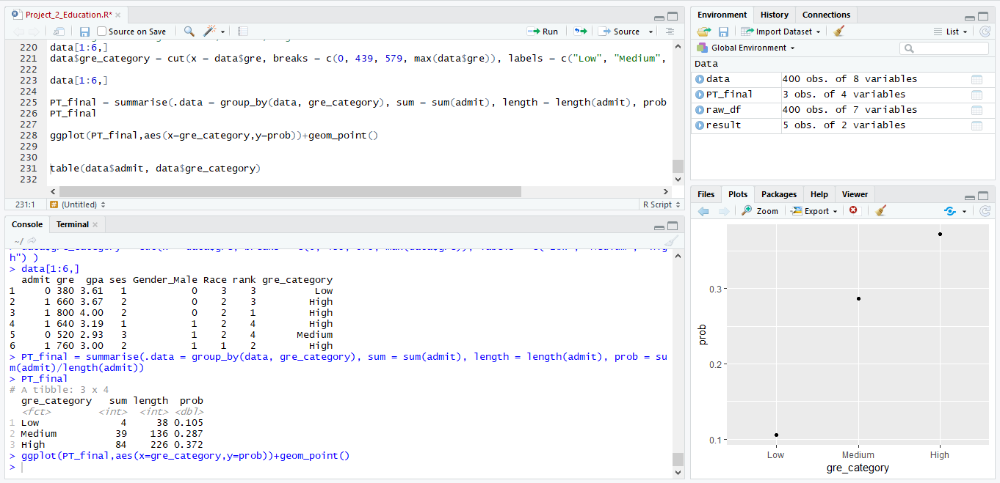 Project_2_Education.R*
Source on Save
Run
Source
220 data[1:6,]
221 data$gre_category = cut(x = data$gre, breaks = c(0, 439, 579, max(data$gre)), labels = c("Low", "Medium",
222
223 data[1:6,]
224
225 PT_final = summarise(.data = group_by(data, gre_category), sum = sum(admit), length = length(admit), prob
226 PT_final
227
228 ggplot(PT_final,aes(x=gre_category,y=prob))+geom_point()
229
230
231 table(data$admit, data$gre_category)
232
231:1 # (Untitled) R Script
Console Terminal
~/
h") )
> data[1:6,]
admit gre gpa ses Gender_Male Race rank gre_category
1 0 380 3.61 1 0 3 3 Low
2 1 660 3.67 2 0 2 3 High
3 1 800 4.00 2 0 2 1 High
4 1 640 3.19 1 1 2 4 High
5 0 520 2.93 3 1 2 4 Medium
6 1 760 3.00 2 1 1 2 High
> PT_final = summarise(.data = group_by(data, gre_category), sum = sum(admit), length = length(admit), prob = su
m(admit)/length(admit))
> PT_final
# A tibble: 3 x 4
gre_category sum length prob
<fct> <int> <int> <dbl>
1 Low 4 38 0.105
2 Medium 39 136 0.287
3 High 84 226 0.372
> ggplot(PT_final,aes(x=gre_category,y=prob))+geom_point()
>
Environment History Connections
Import Dataset List
Global Environment
Data
data 400 obs. of 8 variables
PT_final 3 obs. of 4 variables
raw_df 400 obs. of 7 variables
result 5 obs. of 2 variables
Files Plots Packages Help Viewer
Zoom Export
prob
0.3
0.2
0.1
Low Medium High
gre_category